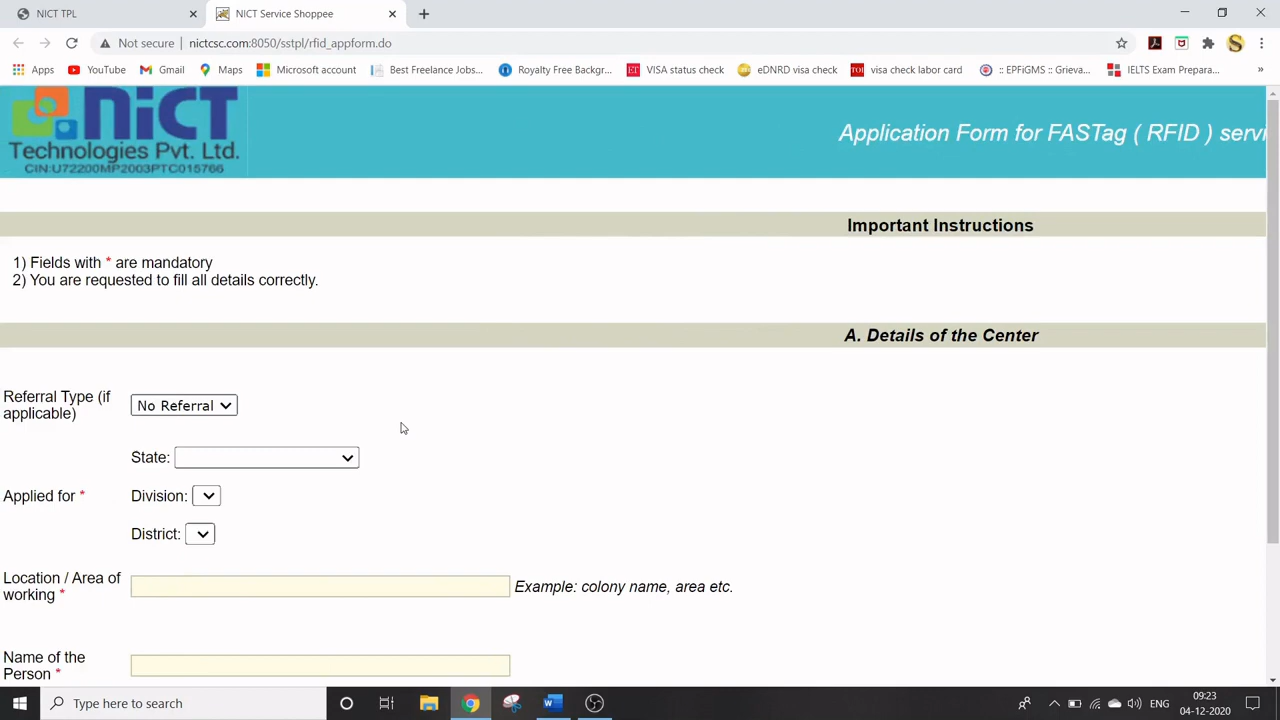 NICT TPL
NICT Service Shoppee
Not secure
nictcsc.com:8050/sstpl/rfid_appform.do
Apps
YouTube
Gmail
Maps
Microsoft account
Best Freelance Jobs...
Royalty Free Backgr...
ET VISA status check
eDNRD visa check
TOI visa check labor card
:: EPFiGMS :: Grieva...
IELTS Exam Prepara...
»
NiCT
Technologies Pvt. Ltd.
CIN:U72200MP2003PTC015766
Application Form for FASTag ( RFID ) servi
Important Instructions
1) Fields with * are mandatory
2) You are requested to fill all details correctly.
A. Details of the Center
Referral Type (if
applicable)
No Referral
State:
Applied for *
Division:
District:
Location / Area of
working *
Example: colony name, area etc.
Name of the
Person *
Type here to search
ENG
09:23
04-12-2020